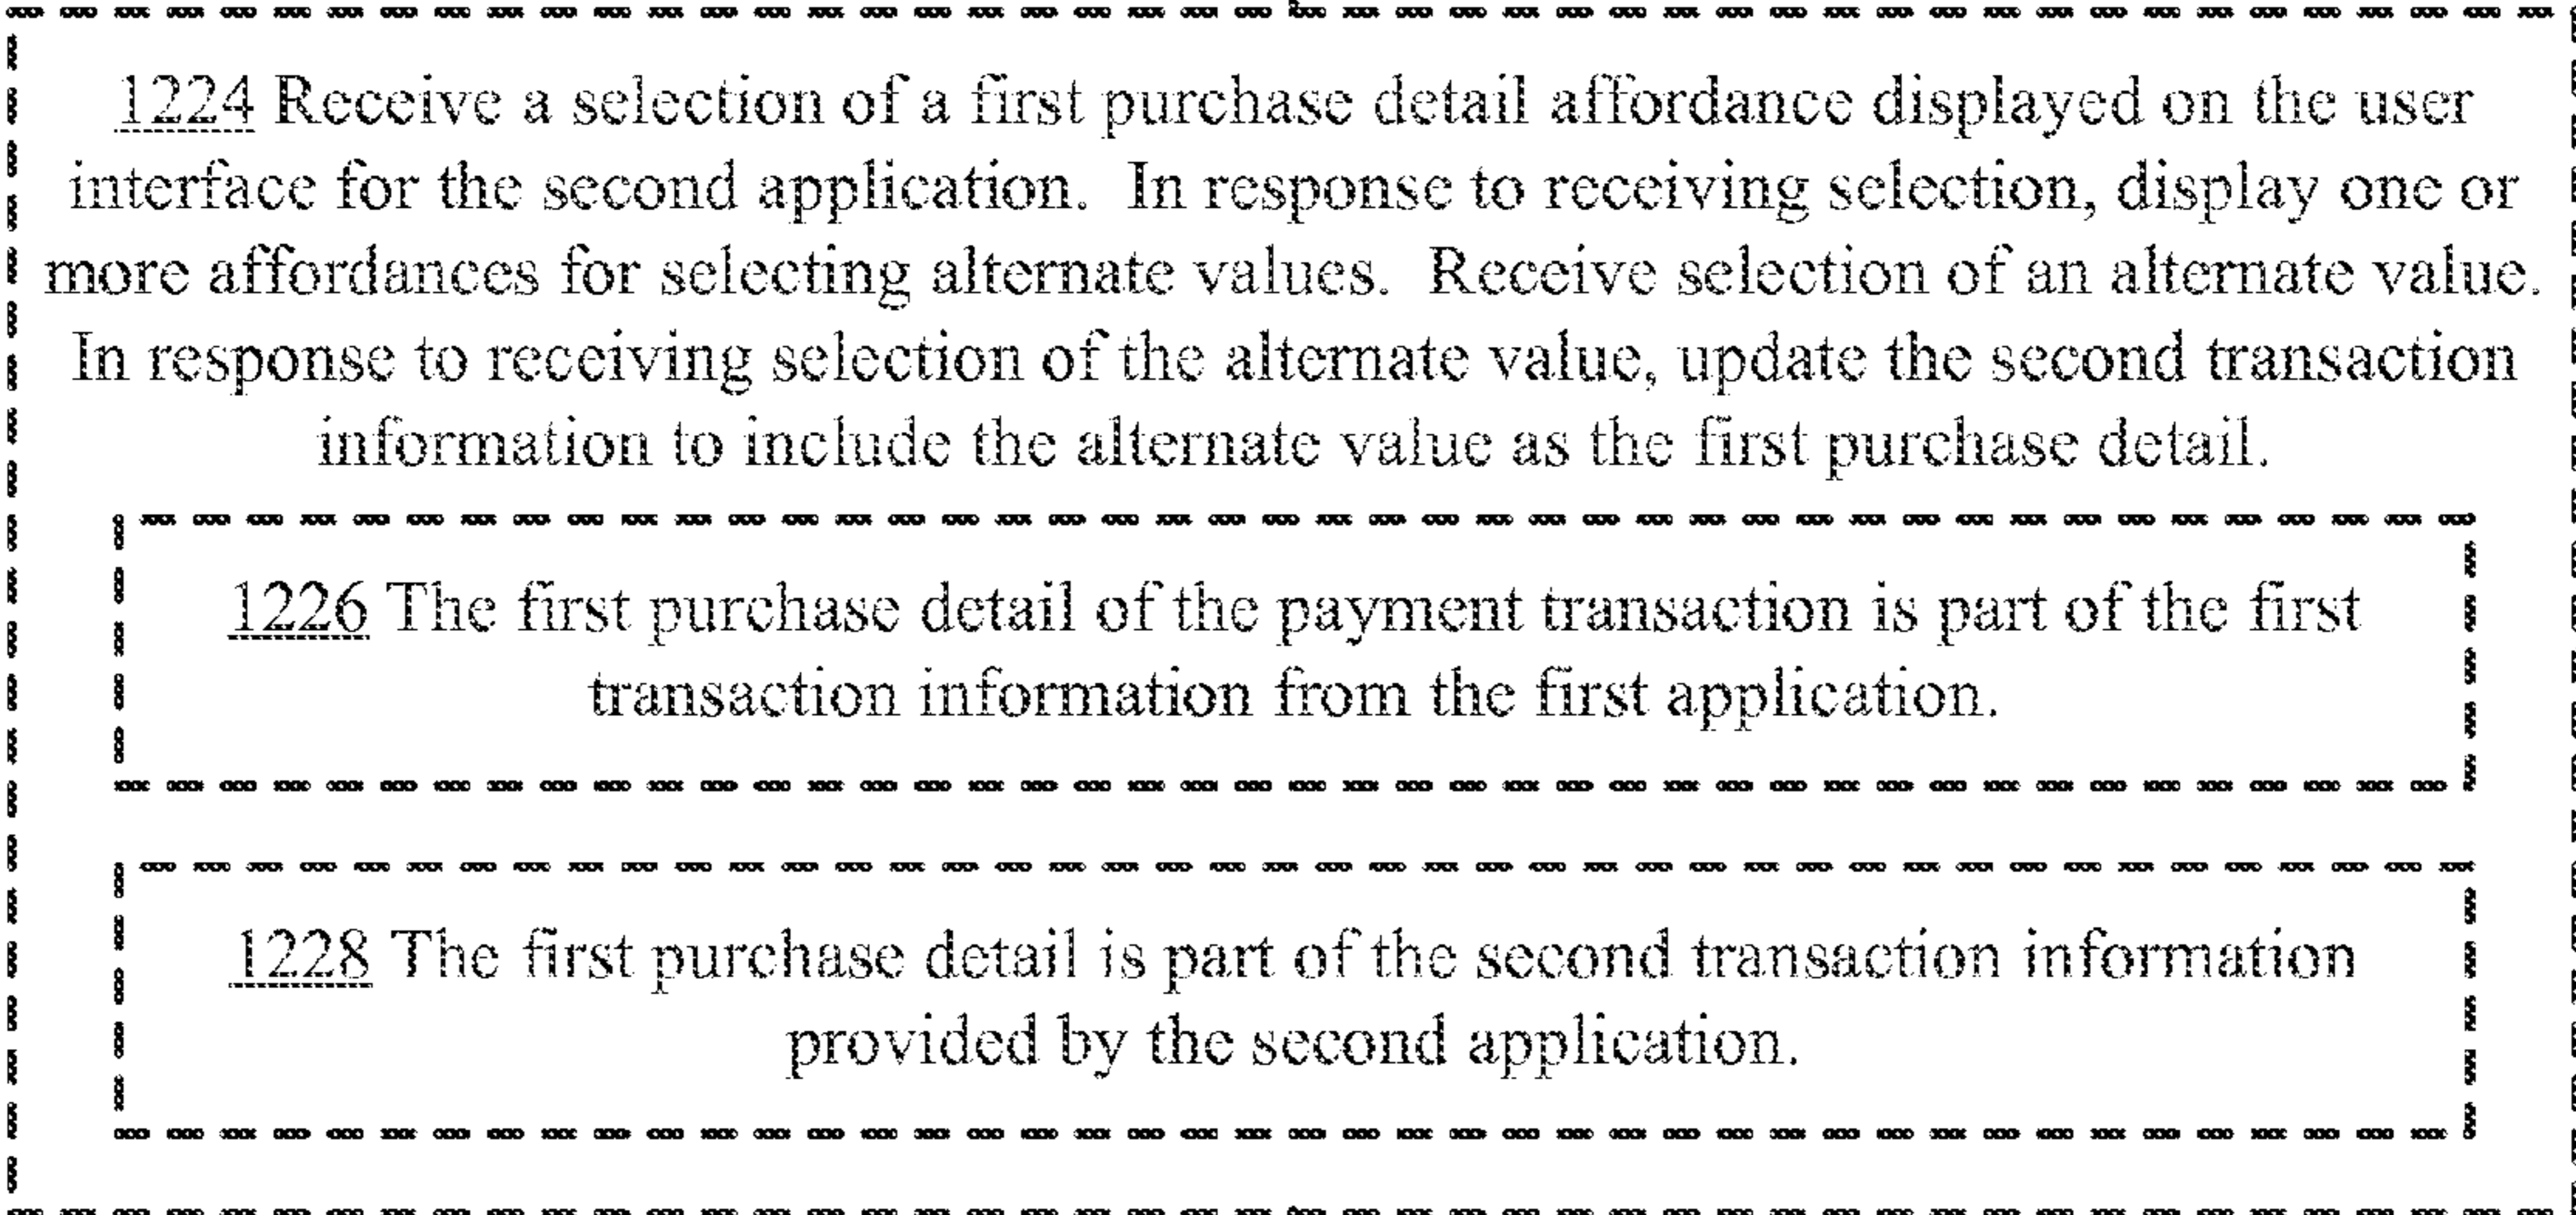 1224 Receive a selection of a first purchase detail affordance displayed on the user
interface for the second application.  In response to receiving selection, display one or
more affordances for selecting alternate values.  Receive selection of an alternate value.
In response to receiving selection of the alternate value, update the second transaction
information to include the alternate value as the first purchase detail.
1226 The first purchase detail of the payment transaction is part of the first
transaction information from the first application.
1228 The first purchase detail is part of the second transaction information
provided by the second application.